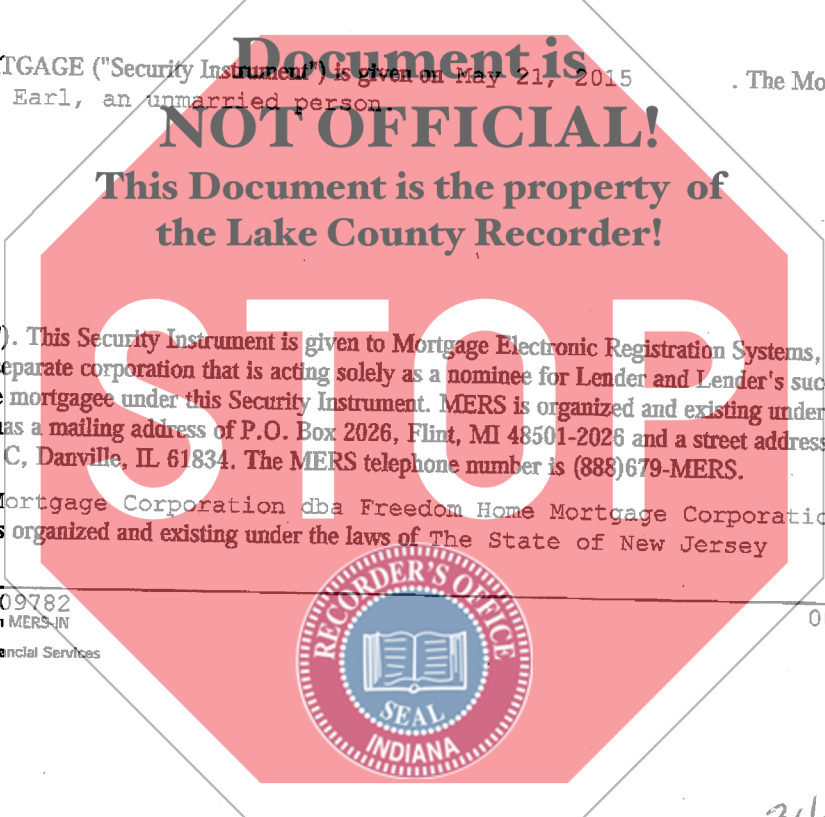 Document is
TGAGE ("Security Instrument") is given on May 21, 2015 . The Mo
Earl, an unmarried person.
NOT OFFICIAL!
This Document is the property of
the Lake County Recorder!
STOP
"). This Security Instrument is given to Mortgage Electronic Registration Systems,
eparate corporation that is acting solely as a nominee for Lender and Lender's suc
e mortgagee under this Security Instrument. MERS is organized and existing under
as a mailing address of P.O. Box 2026, Flint, MI 48501-2026 and a street address
C, Danville, IL 61834. The MERS telephone number is (888)679-MERS.
Mortgage Corporation dba Freedom Home Mortgage Corporatio
s organized and existing under the laws of The State of New Jersey
09782
MERS-IN
0
ancial Services
RECORDER'S OFFICE
SEAL
INDIANA